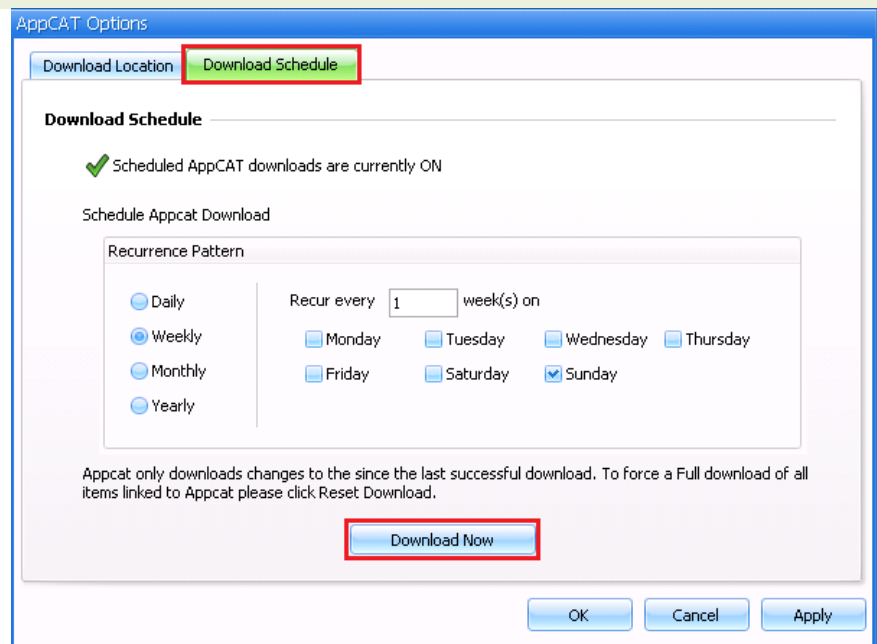 AppCAT Options
Download Location Download Schedule
Download Schedule
Scheduled AppCAT downloads are currently ON
Schedule Appcat Download
Recurrence Pattern
Daily
Weekly
Monthly
Yearly
Recur every 1 week(s) on
Monday Tuesday Wednesday Thursday
Friday Saturday Sunday
Appcat only downloads changes to the since the last successful download. To force a Full download of all
items linked to Appcat please click Reset Download.
Download Now
OK Cancel Apply